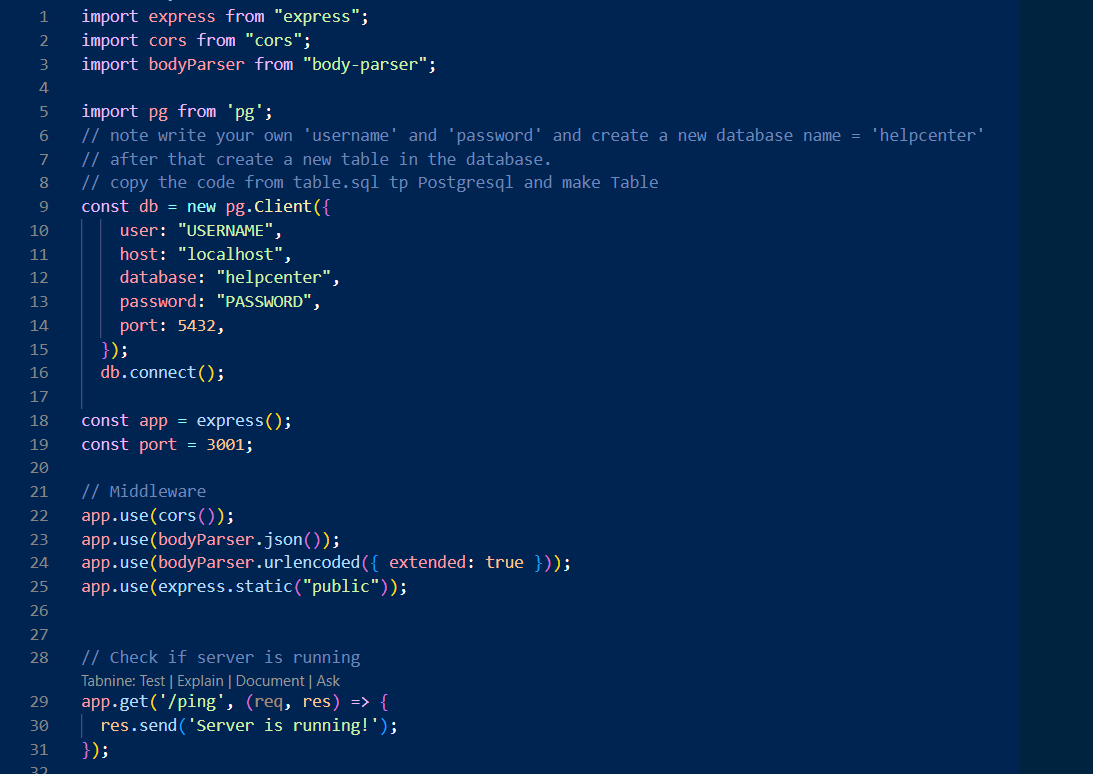 1 import express from "express";
2 import cors from "cors";
3 import bodyParser from "body-parser";
4
5 import pg from 'pg';
6 // note write your own 'username' and 'password' and create a new database name = 'helpcenter'
7 // after that create a new table in the database.
8 // copy the code from table.sql tp Postgresql and make Table
9 const db = new pg.Client({
10 user: "USERNAME",
11 host: "localhost",
12 database: "helpcenter",
13 password: "PASSWORD",
14 port: 5432,
15 });
16 db.connect();
17
18 const app = express();
19 const port = 3001;
20
21 // Middleware
22 app.use(cors());
23 app.use(bodyParser.json());
24 app.use(bodyParser.urlencoded({ extended: true }));
25 app.use(express.static("public"));
26
27
28 // Check if server is running
Tabnine: Test | Explain | Document | Ask
29 app.get('/ping', (req, res) => {
30 res.send('Server is running!');
31 });
32